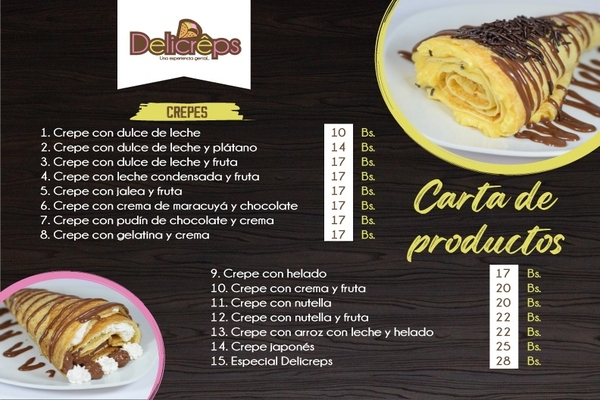 Delicrêps
Una experiencia genial.
CREPES
1. Crepe con dulce de leche 10 Bs.
2. Crepe con dulce de leche y plátano 14 Bs.
3. Crepe con dulce de leche y fruta 17 Bs.
4. Crepe con leche condensada y fruta 17 Bs.
5. Crepe con jalea y fruta 17 Bs.
6. Crepe con crema de maracuyá y chocolate 17 Bs.
7. Crepe con pudín de chocolate y crema 17 Bs.
8. Crepe con gelatina y crema 17 Bs.
Carta de
productos
9. Crepe con helado 17 Bs.
10. Crepe con crema y fruta 20 Bs.
11. Crepe con nutella 20 Bs.
12. Crepe con nutella y fruta 22 Bs.
13. Crepe con arroz con leche y helado 22 Bs.
14. Crepe japonés 25 Bs.
15. Especial Delicreps 28 Bs.